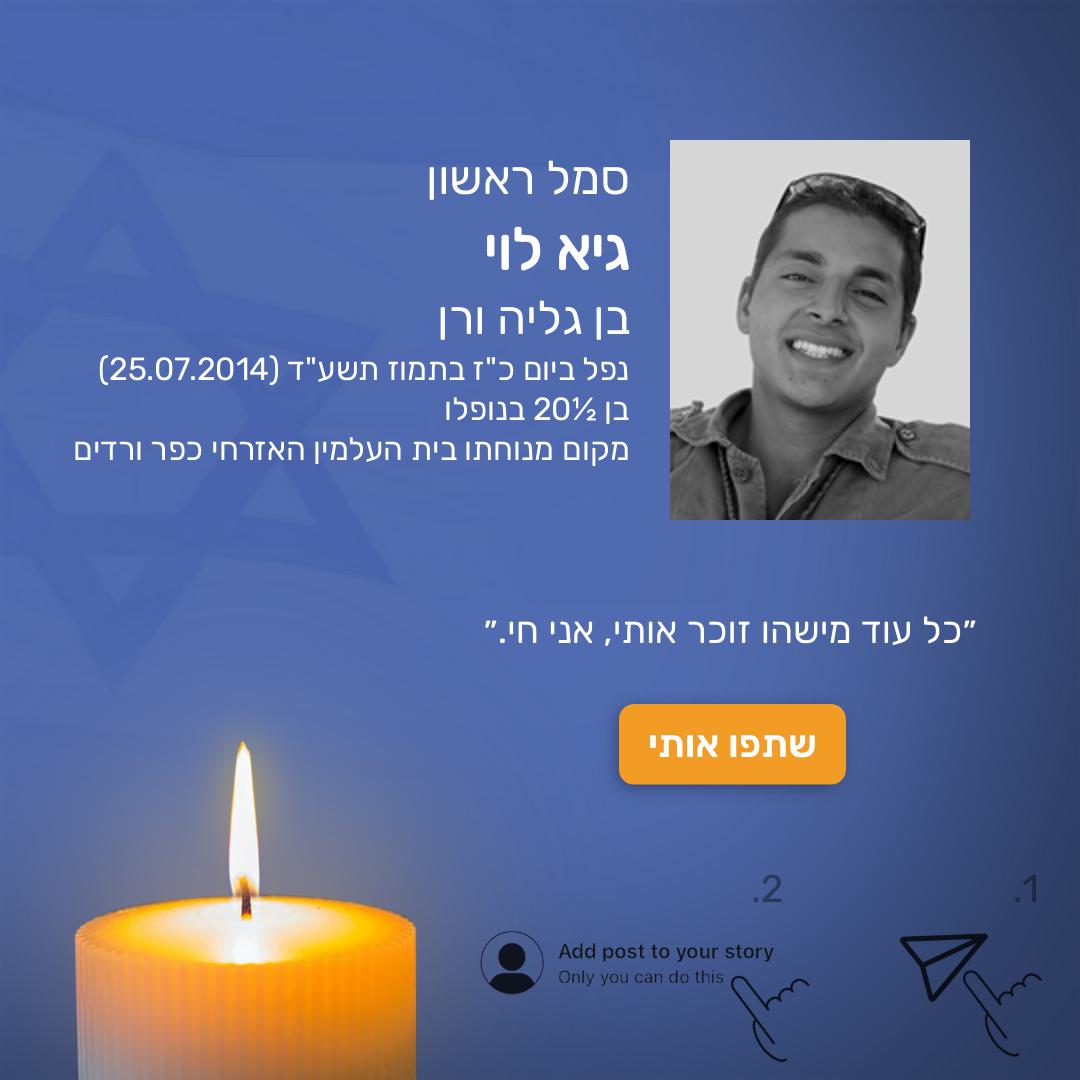 סמל ראשון
גיא לוי
בן גליה ורן
נפל ביום כ"ז בתמוז תשע"ד (25.07.2014)
בן 20½ בנופלו
מקום מנוחתו בית העלמין האזרחי כפר ורדים
״כל עוד מישהו זוכר אותי, אני חי.״
שתפו אותי
1.
2.
Add post to your story
Only you can do this